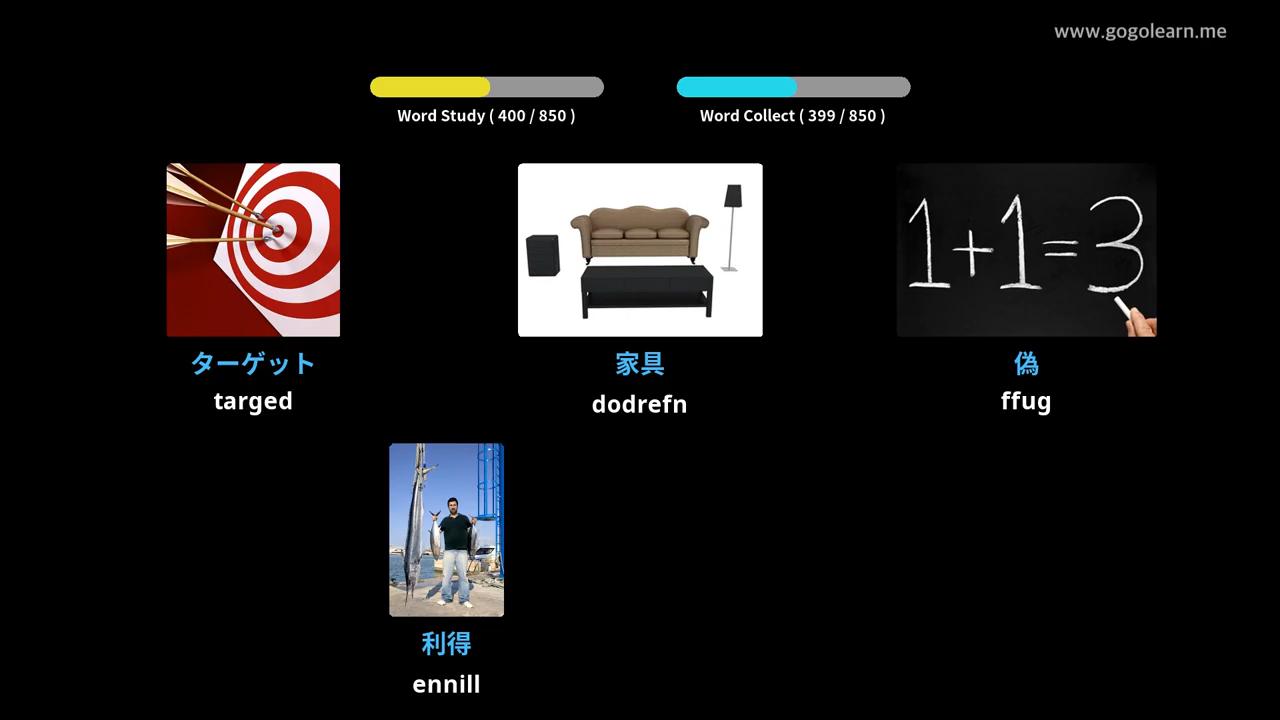 www.gogolearn.me
Word Study ( 400 / 850 )
Word Collect ( 399 / 850 )
1+1=3
ターゲット
targed
家具
dodrefn
偽
ffug
利得
ennill